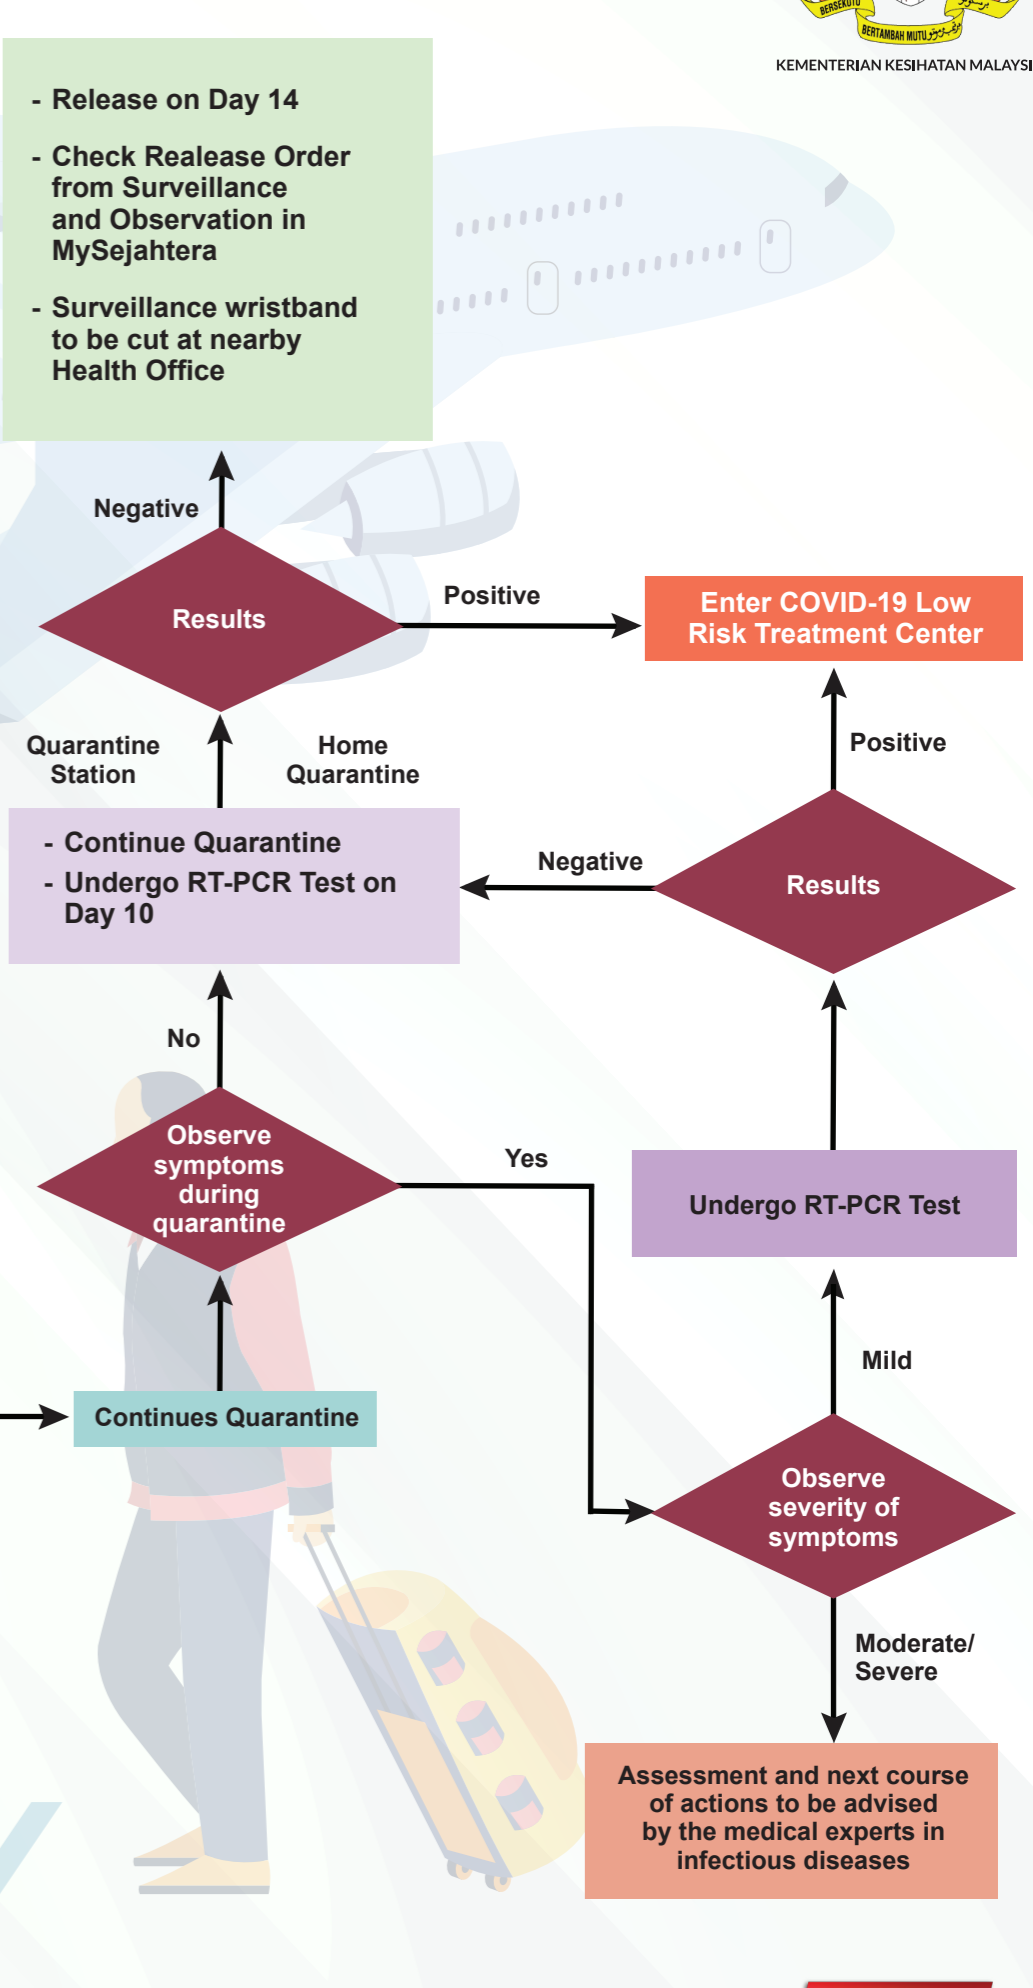 BERSEKUTU
BERTAMBAH MUTU
KEMENTERIAN KESIHATAN MALAYSI
- Release on Day 14
- Check Realease Order
from Surveillance
and Observation in
MySejahtera
- Surveillance wristband
to be cut at nearby
Health Office
Negative
Results
Positive
Enter COVID-19 Low
Risk Treatment Center
Quarantine
Station
Home
Quarantine
Positive
- Continue Quarantine
- Undergo RT-PCR Test on
Day 10
Negative
Results
No
Observe
symptoms
during
quarantine
Yes
Undergo RT-PCR Test
Mild
Continues Quarantine
Observe
severity of
symptoms
Moderate/
Severe
Assessment and next course
of actions to be advised
by the medical experts in
infectious diseases